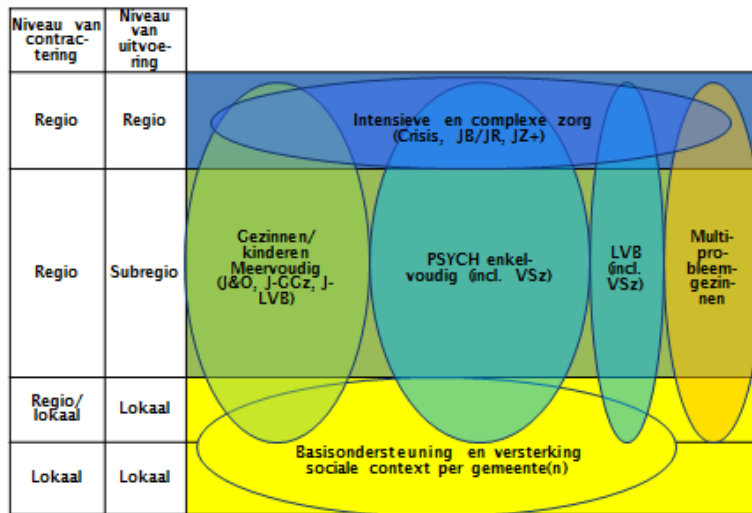 Niveau van
contrac-
tering
Niveau
van
uitvoe-
ring
Regio
Regio
Intensieve en complexe zorg
(Crisis, JB/JR, JZ+)
Regio
Subregio
Gezinnen/
kinderen
Meervoudig
(J&O, J-GGz, J-
LVB)
PSYCH enkel-
voudig (incl. VSz)
LVB
(incl.
VSz)
Multi-
pro-
bleem-
gezin-
nen
Regio/
lokaal
Lokaal
Lokaal
Lokaal
Basisondersteuning en versterking
sociale context per gemeente(n)